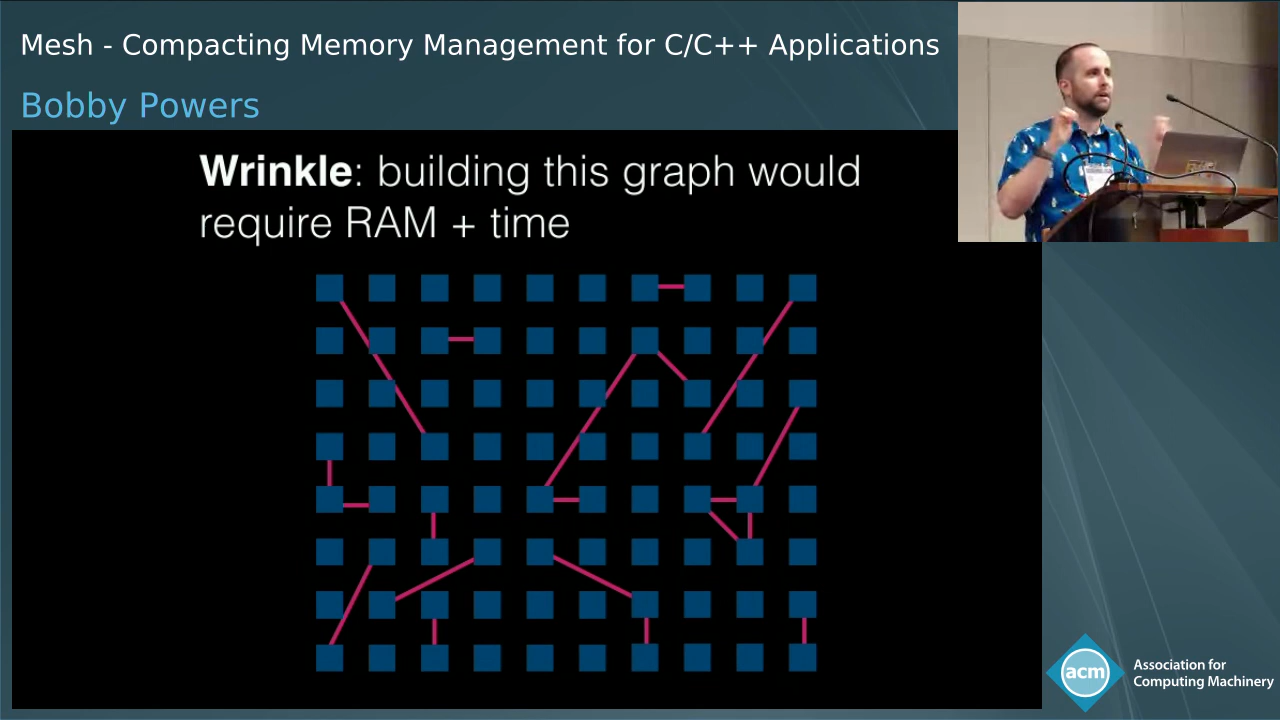 Mesh - Compacting Memory Management for C/C++ Applications
Bobby Powers
Wrinkle: building this graph would
require RAM + time
acm
Association for
Computing Machinery